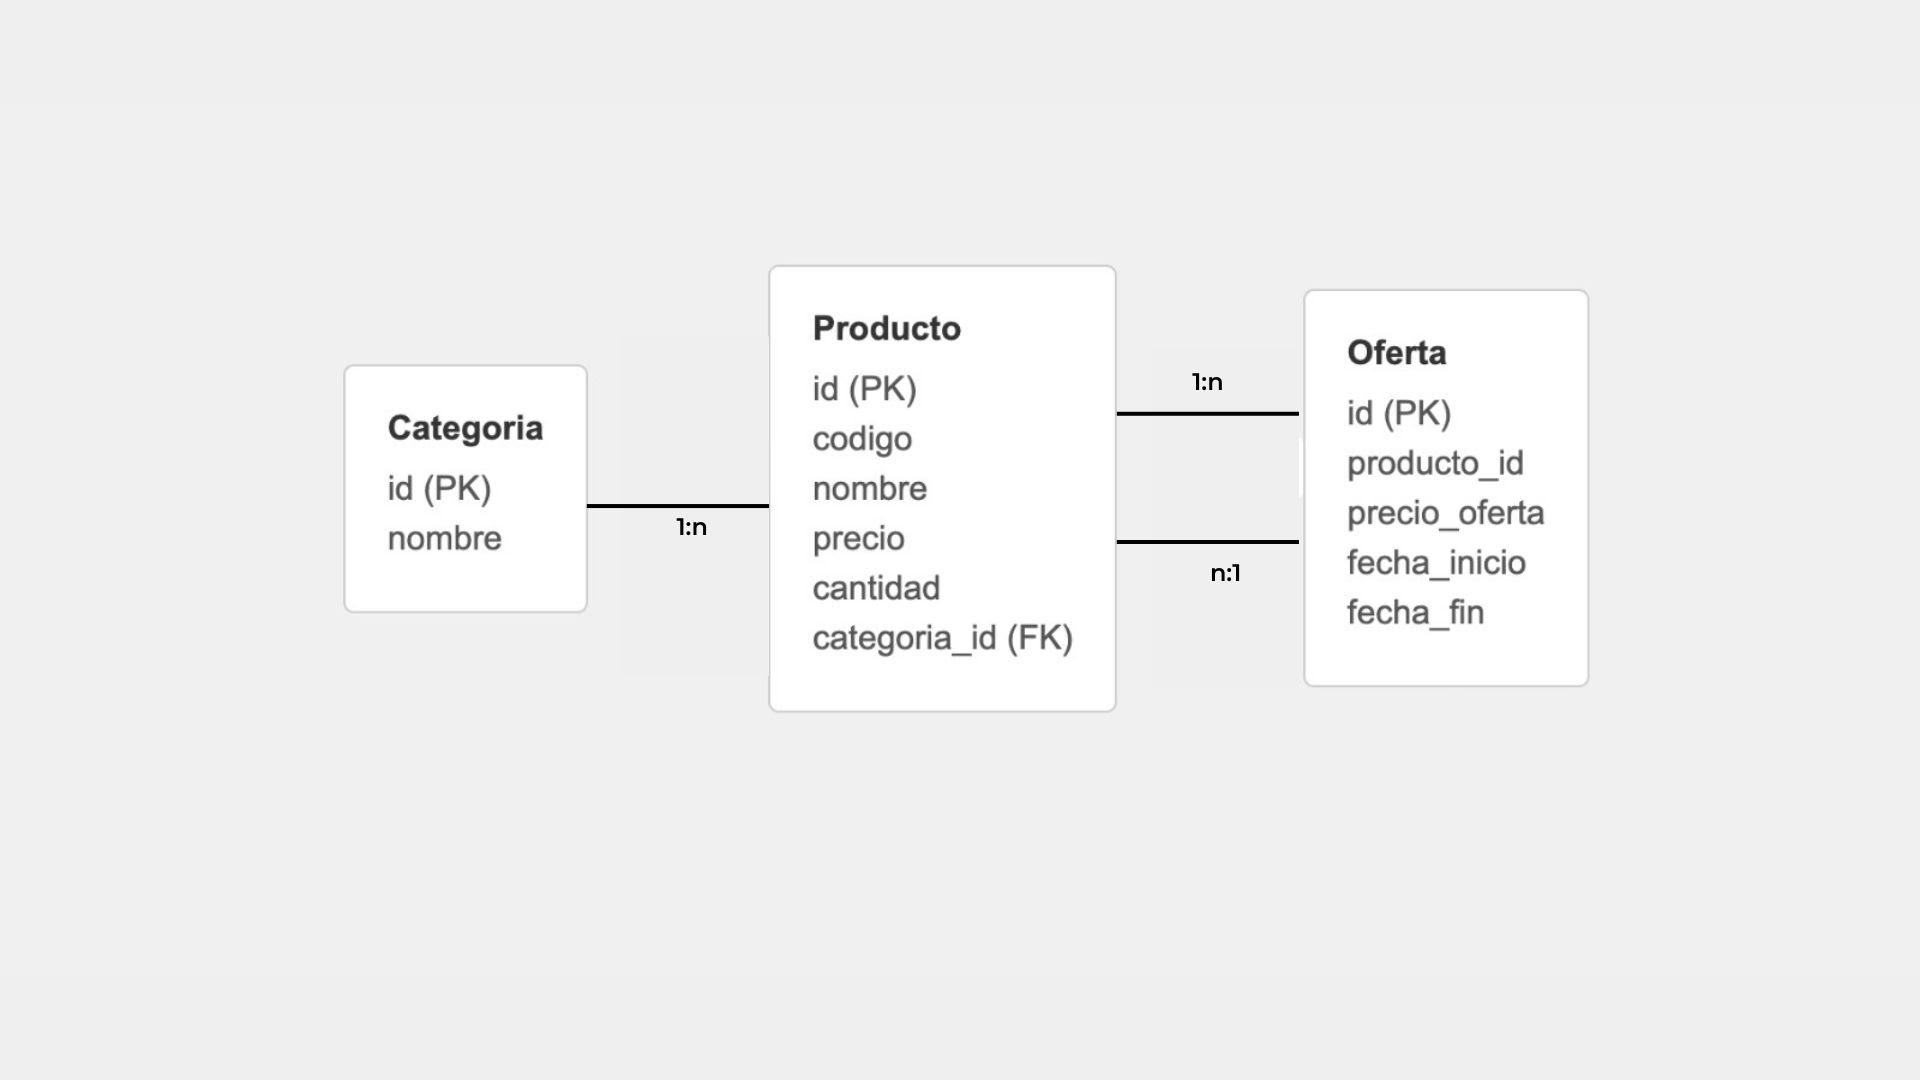 Categoria
id (PK)
nombre
1:n
Producto
id (PK)
codigo
nombre
precio
cantidad
categoria_id (FK)
1:n
n:1
Oferta
id (PK)
producto_id
precio_oferta
fecha_inicio
fecha_fin